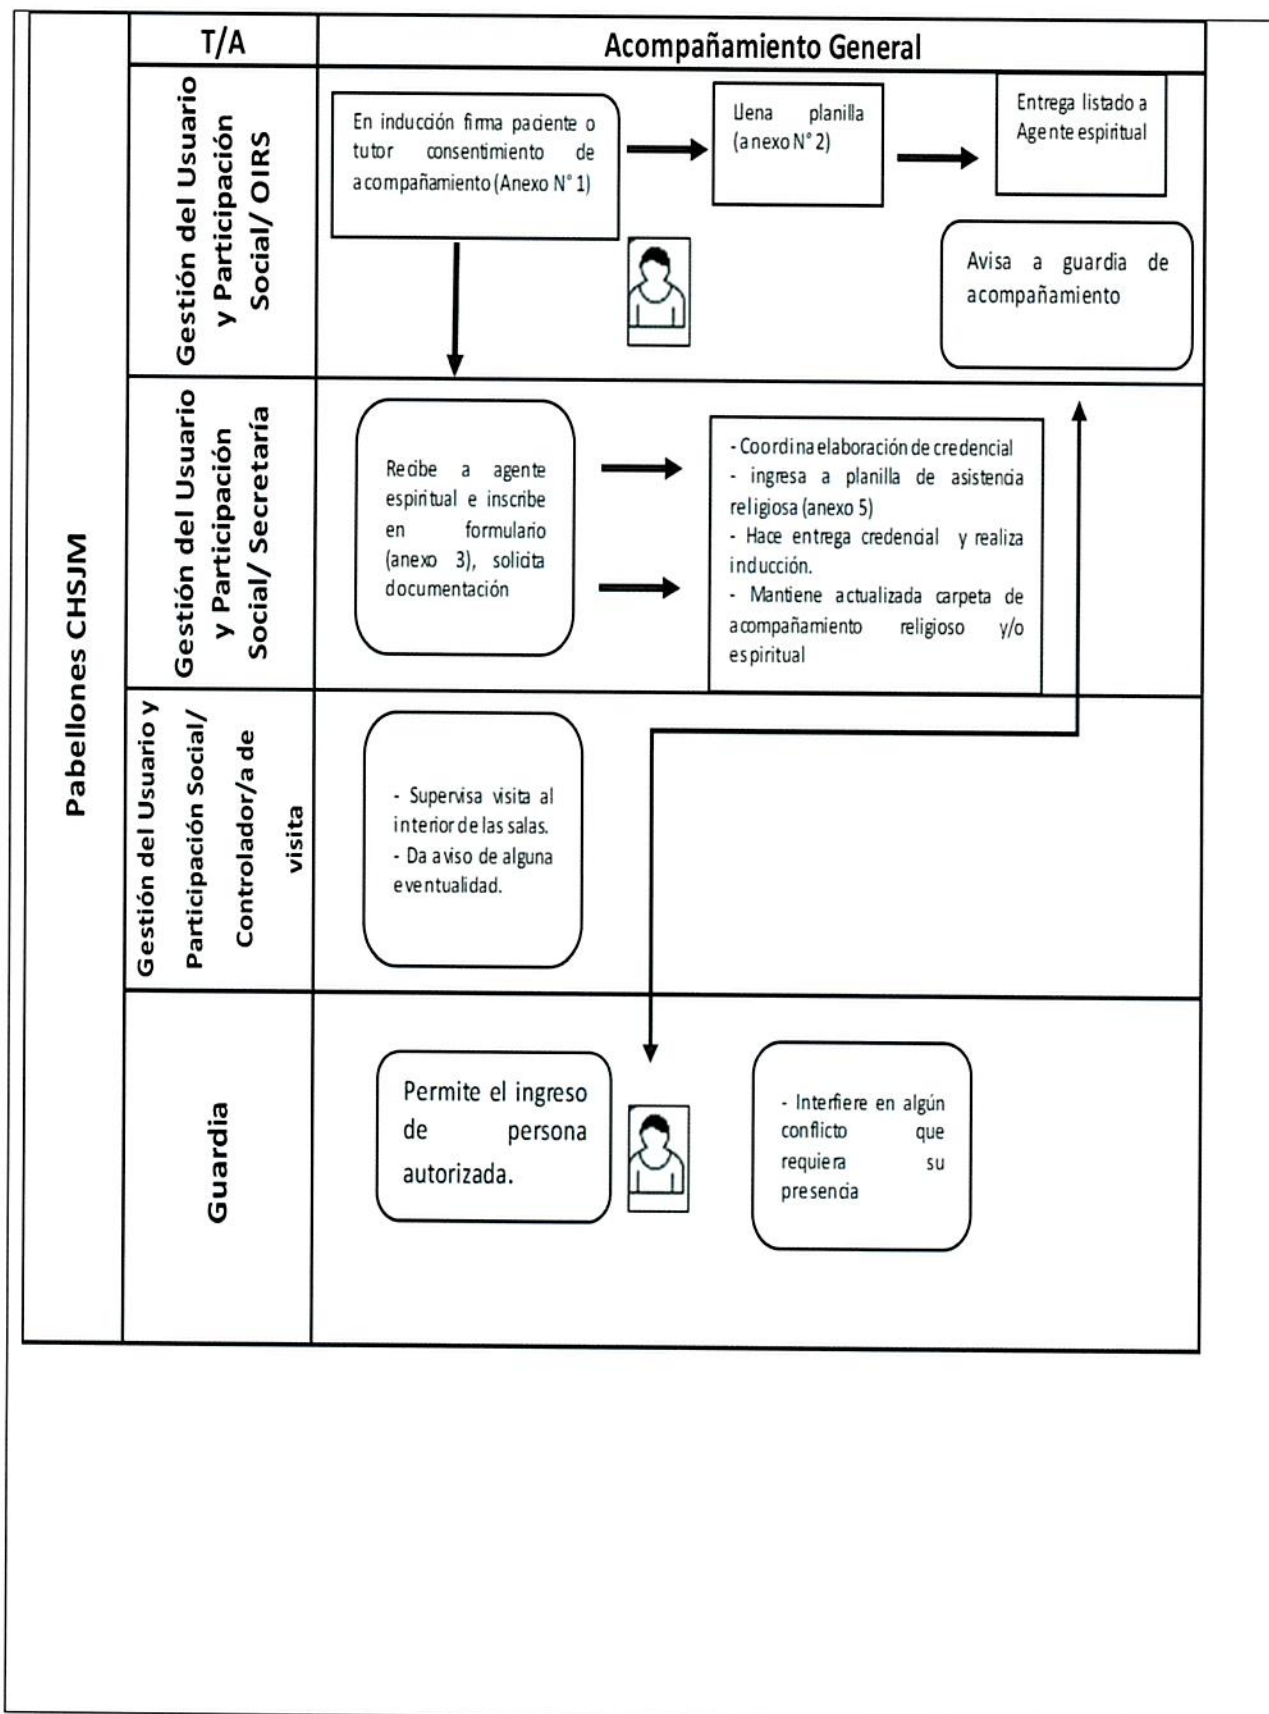 T/A
Acompañamiento General
Pabellones CHSJM
Gestión del Usuario
y Participación
Social/ OIRS
En inducción firma paciente o
tutor consentimiento de
acompañamiento (Anexo N° 1)
Llena planilla
(anexo N° 2)
Entrega listado a
Agente espiritual
Avisa a guardia de
acompañamiento
Gestión del Usuario
y Participación
Social/ Secretaría
Recibe a agente
espiritual e inscribe
en formulario
(anexo 3), solicita
documentación
- Coordina elaboración de credencial
- ingresa a planilla de asistencia
religiosa (anexo 5)
- Hace entrega credencial y realiza
inducción.
- Mantiene actualizada carpeta de
acompañamiento religioso y/o
espiritual
Gestión del Usuario y
Participación Social/
Controlador/a de
visita
- Supervisa visita al
interior de las salas.
- Da aviso de alguna
eventualidad.
Guardia
Permite el ingreso
de persona
autorizada.
- Interfiere en algún
conflicto que
requiera su
presencia